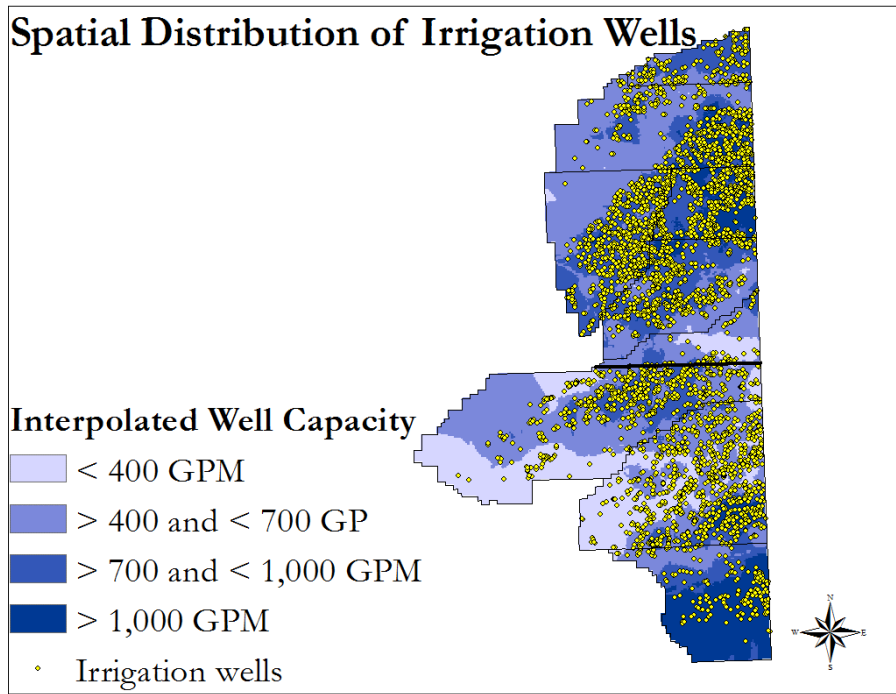 Spatial Distribution of Irrigation Wells
Interpolated Well Capacity
< 400 GPM
> 400 and < 700 GP
> 700 and < 1,000 GPM
> 1,000 GPM
Irrigation wells
N
W E
S